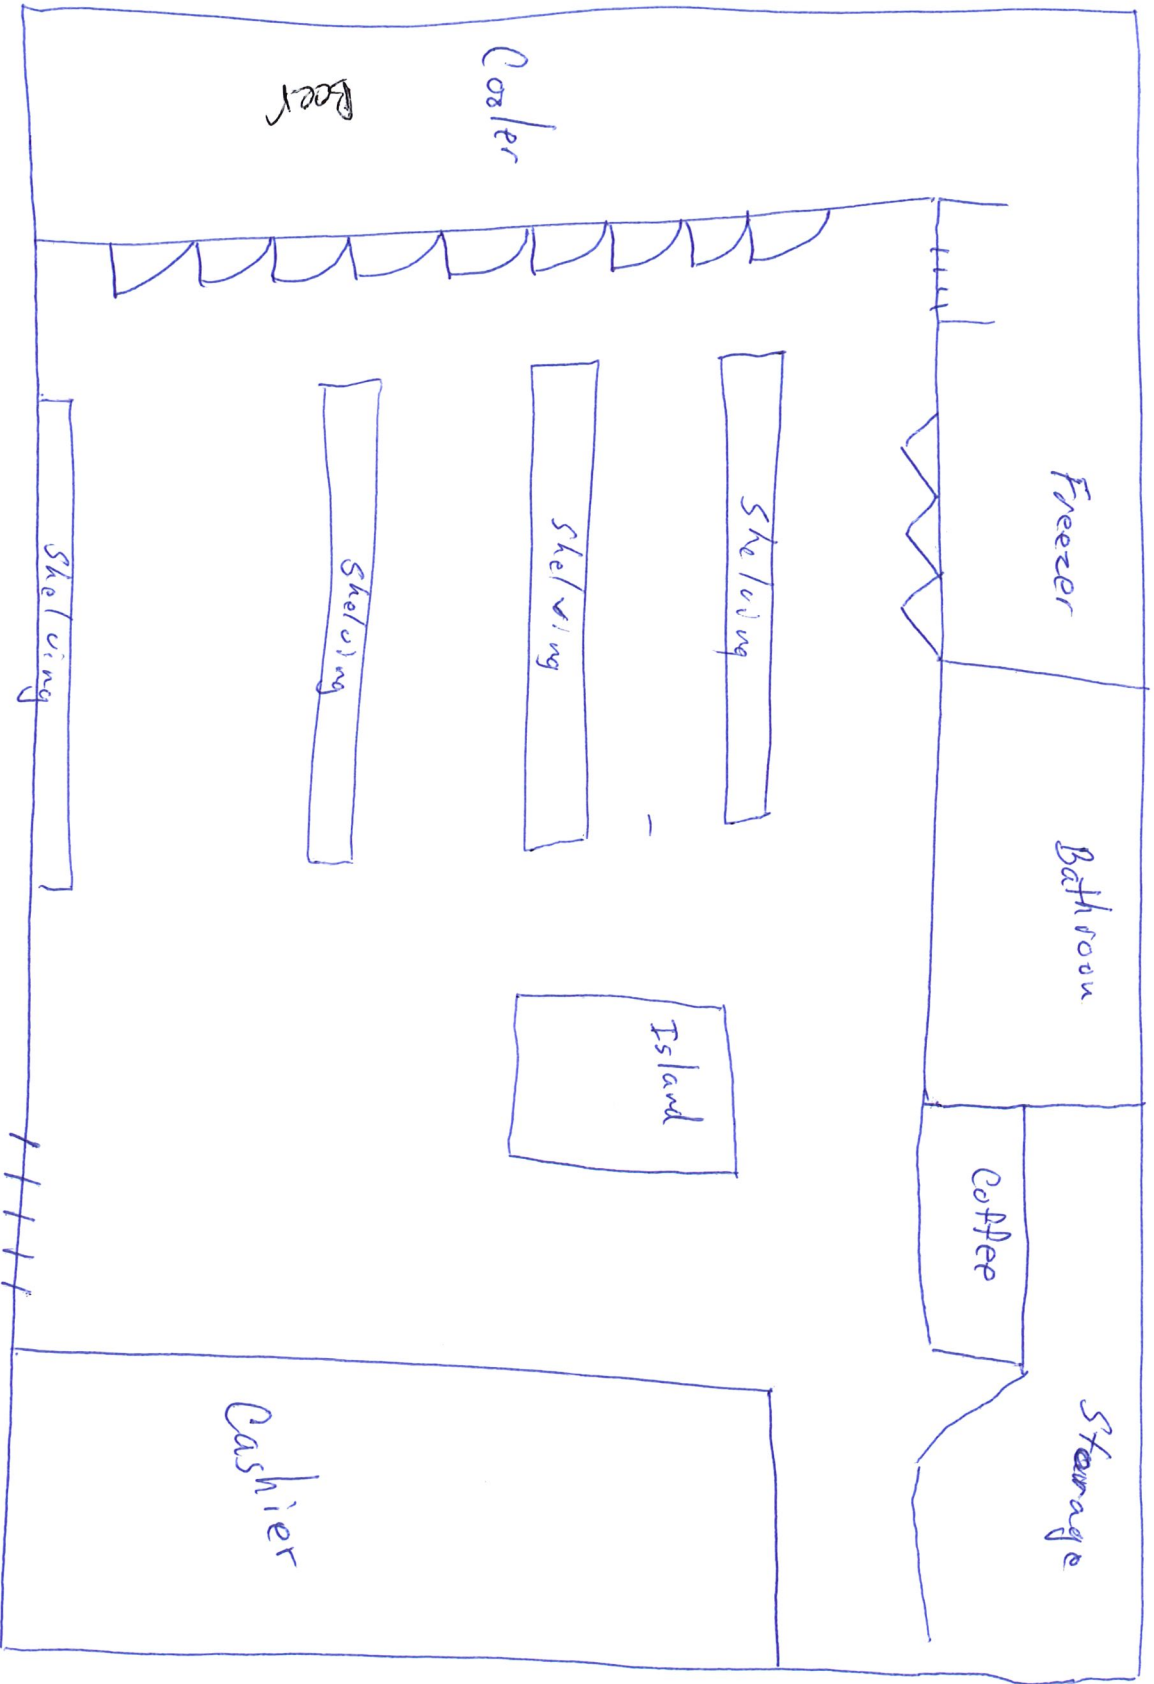 Cooler
Beer
Freezer
Shelving
Shelving
Shelving
Shelving
Bathroom
Island
Coffee
Storage
Cashier